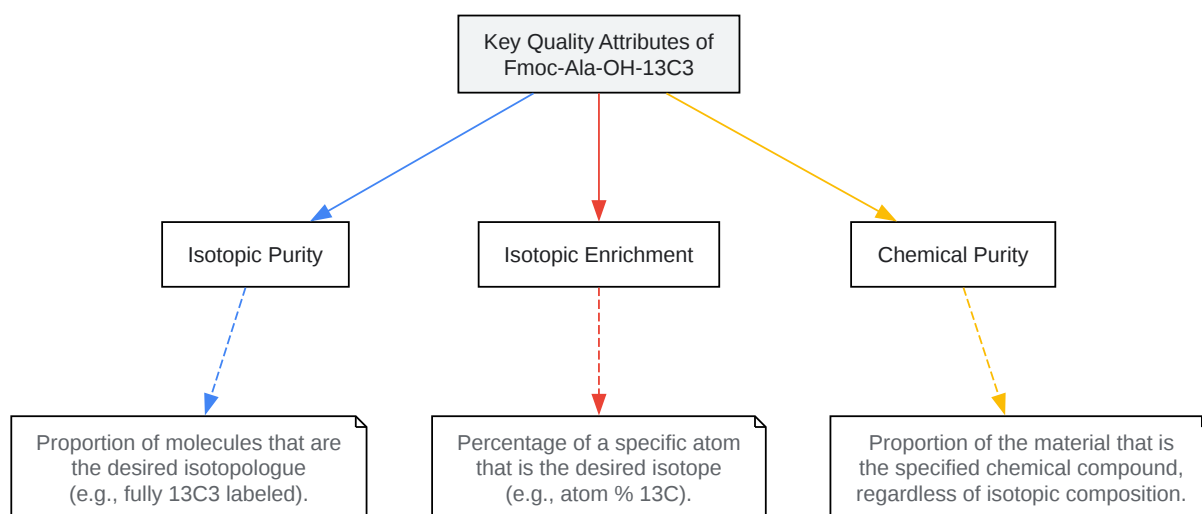 Key Quality Attributes of
Fmoc-Ala-OH-13C3
Isotopic Purity
Isotopic Enrichment
Chemical Purity
Proportion of molecules that are
the desired isotopologue
(e.g., fully 13C3 labeled).
Percentage of a specific atom
that is the desired isotope
(e.g., atom % 13C).
Proportion of the material that is
the specified chemical compound,
regardless of isotopic composition.